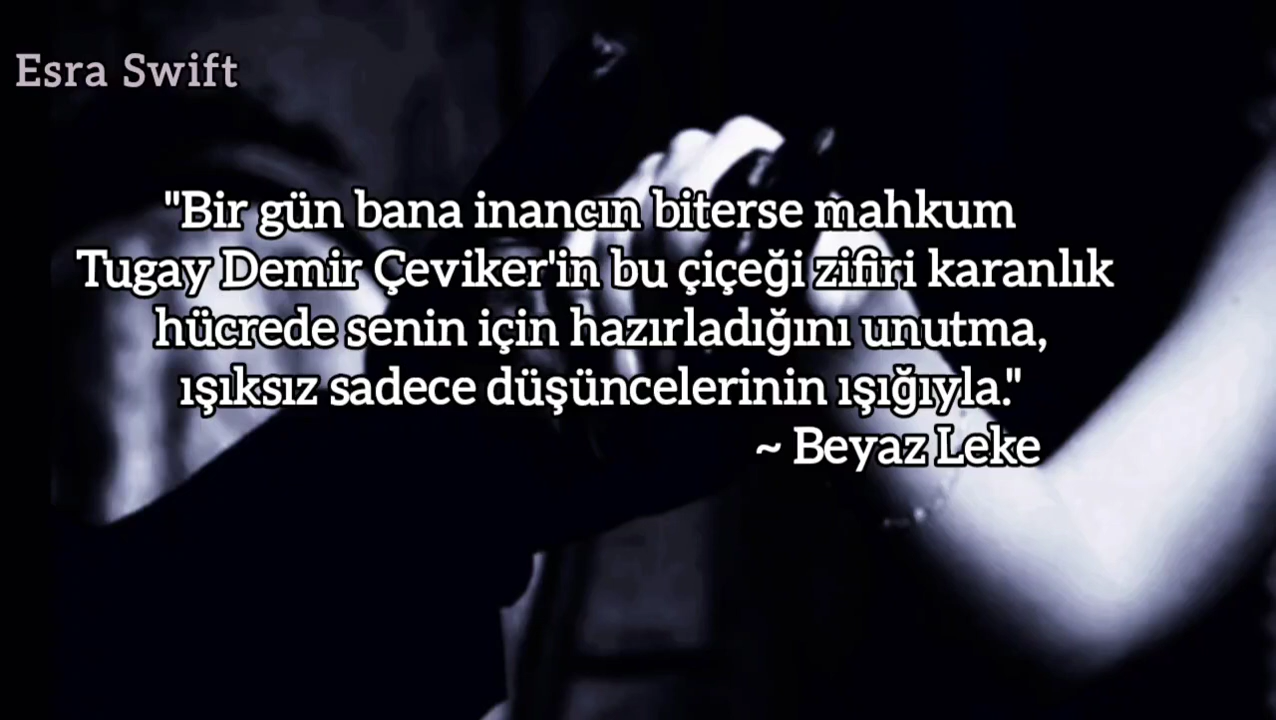 Esra Swift
"Bir gün bana inancın biterse mahkum
Tugay Demir Çeviker'in bu çiçeği zifiri karanlık
hücrede senin için hazırladığını unutma,
ışıksız sadece düşüncelerinin ışığıyla."
~ Beyaz Leke